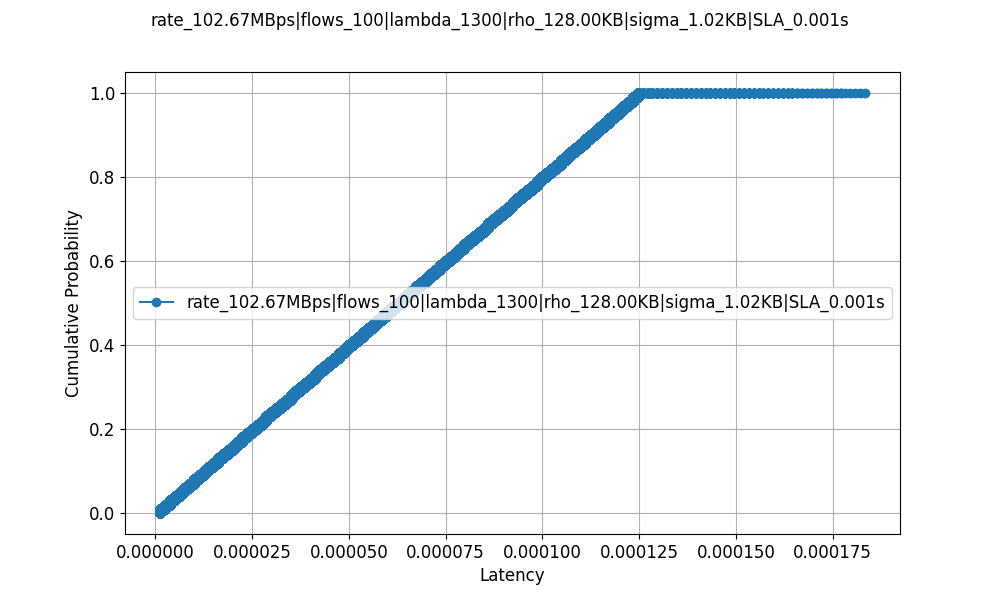 rate_102.67MBps|flows_100|lambda_1300|rho_128.00KB|sigma_1.02KB|SLA_0.001s
1.0
0.8
0.6
0.4
0.2
0.0
Cumulative Probability
rate_102.67MBps|flows_100|lambda_1300|rho_128.00KB|sigma_1.02KB|SLA_0.001s
0.000000 0.000025 0.000050 0.000075 0.000100 0.000125 0.000150 0.000175
Latency